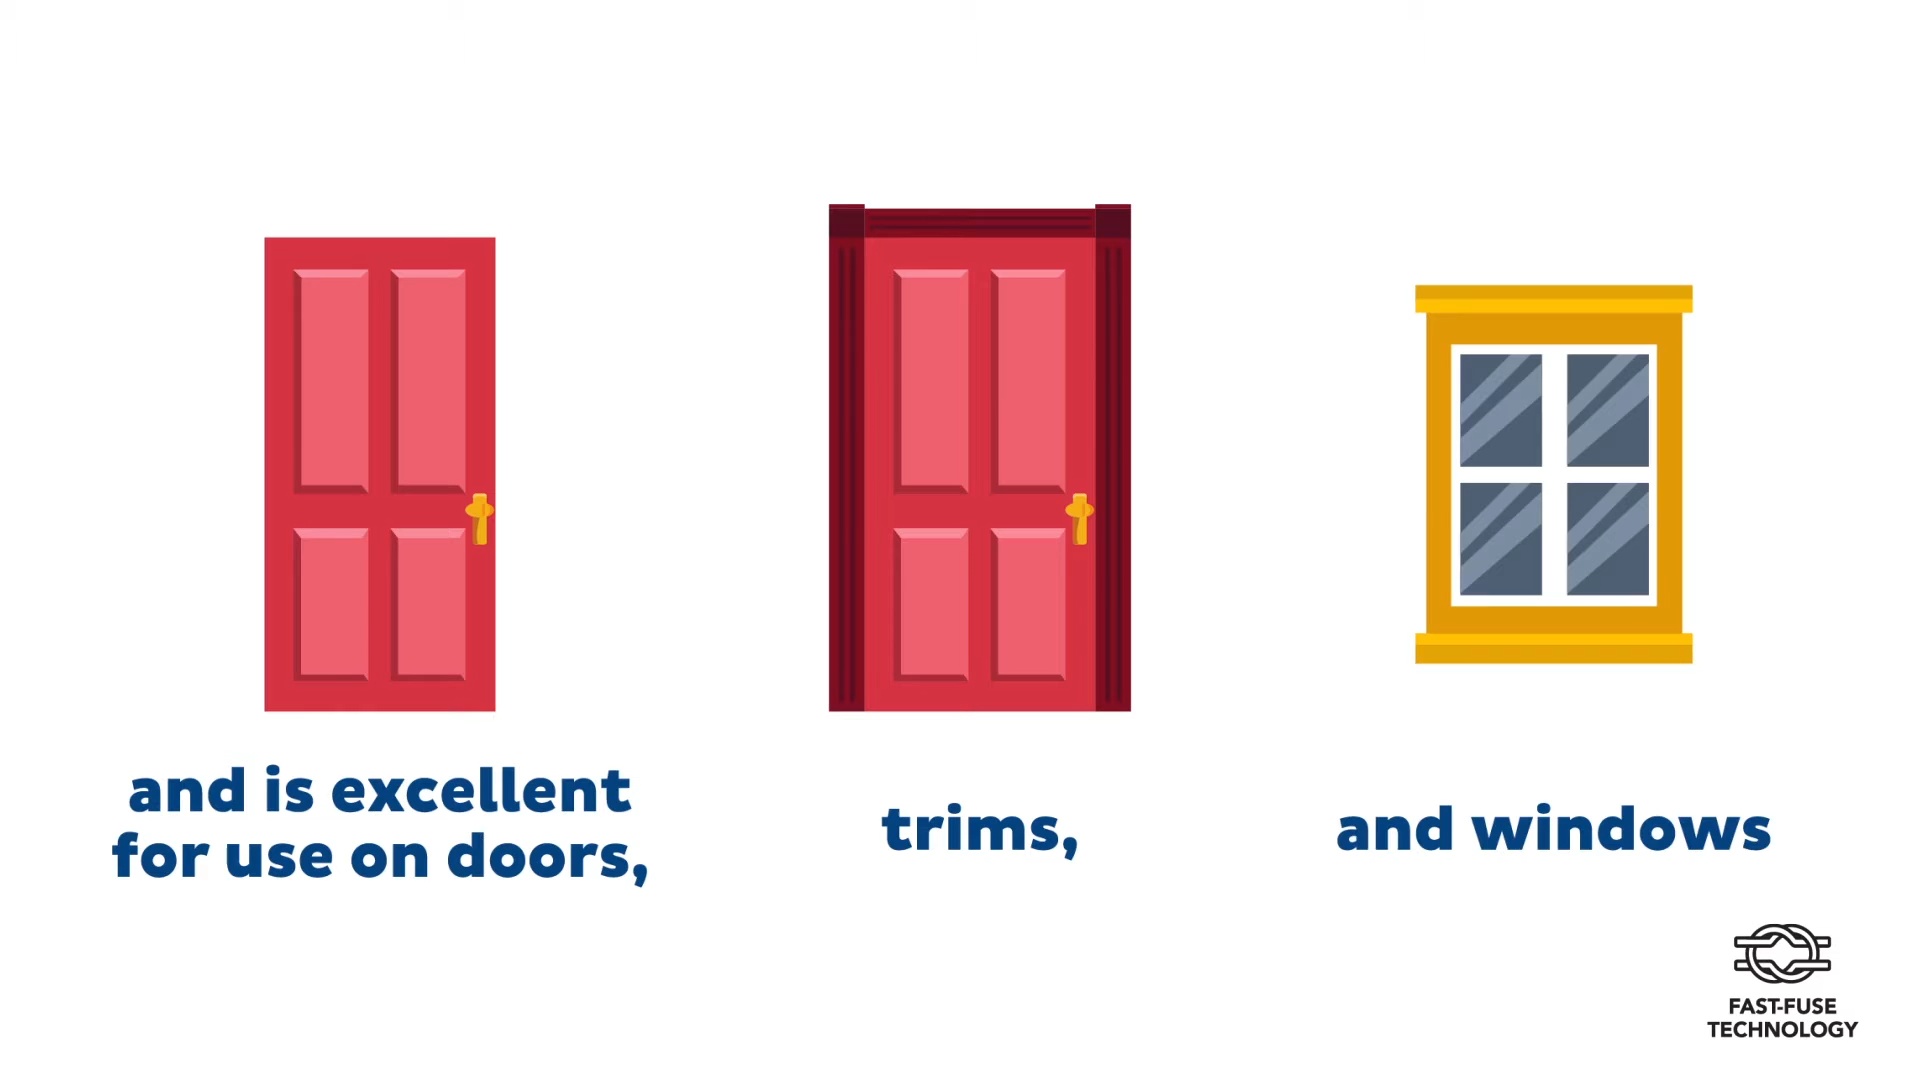 and is excellent
for use on doors,
trims,
and windows
FAST-FUSE
TECHNOLOGY